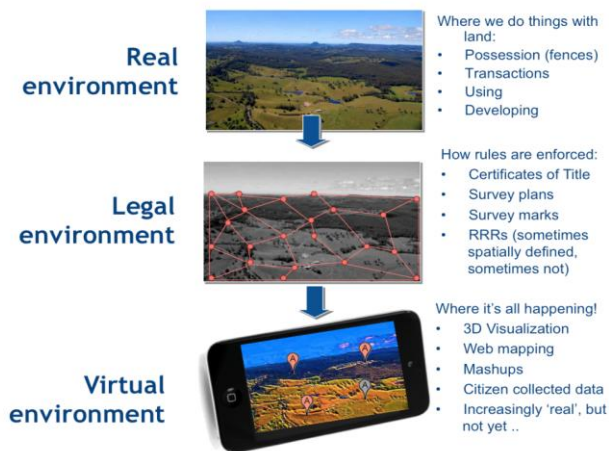 Real
environment
Where we do things with
land:
• Possession (fences)
• Transactions
• Using
• Developing
Legal
environment
How rules are enforced:
• Certificates of Title
• Survey plans
• Survey marks
• RRRs (sometimes
spatially defined,
sometimes not)
Virtual
environment
Where it's all happening!
• 3D Visualization
• Web mapping
• Mashups
• Citizen collected data
• Increasingly 'real', but
not yet ..